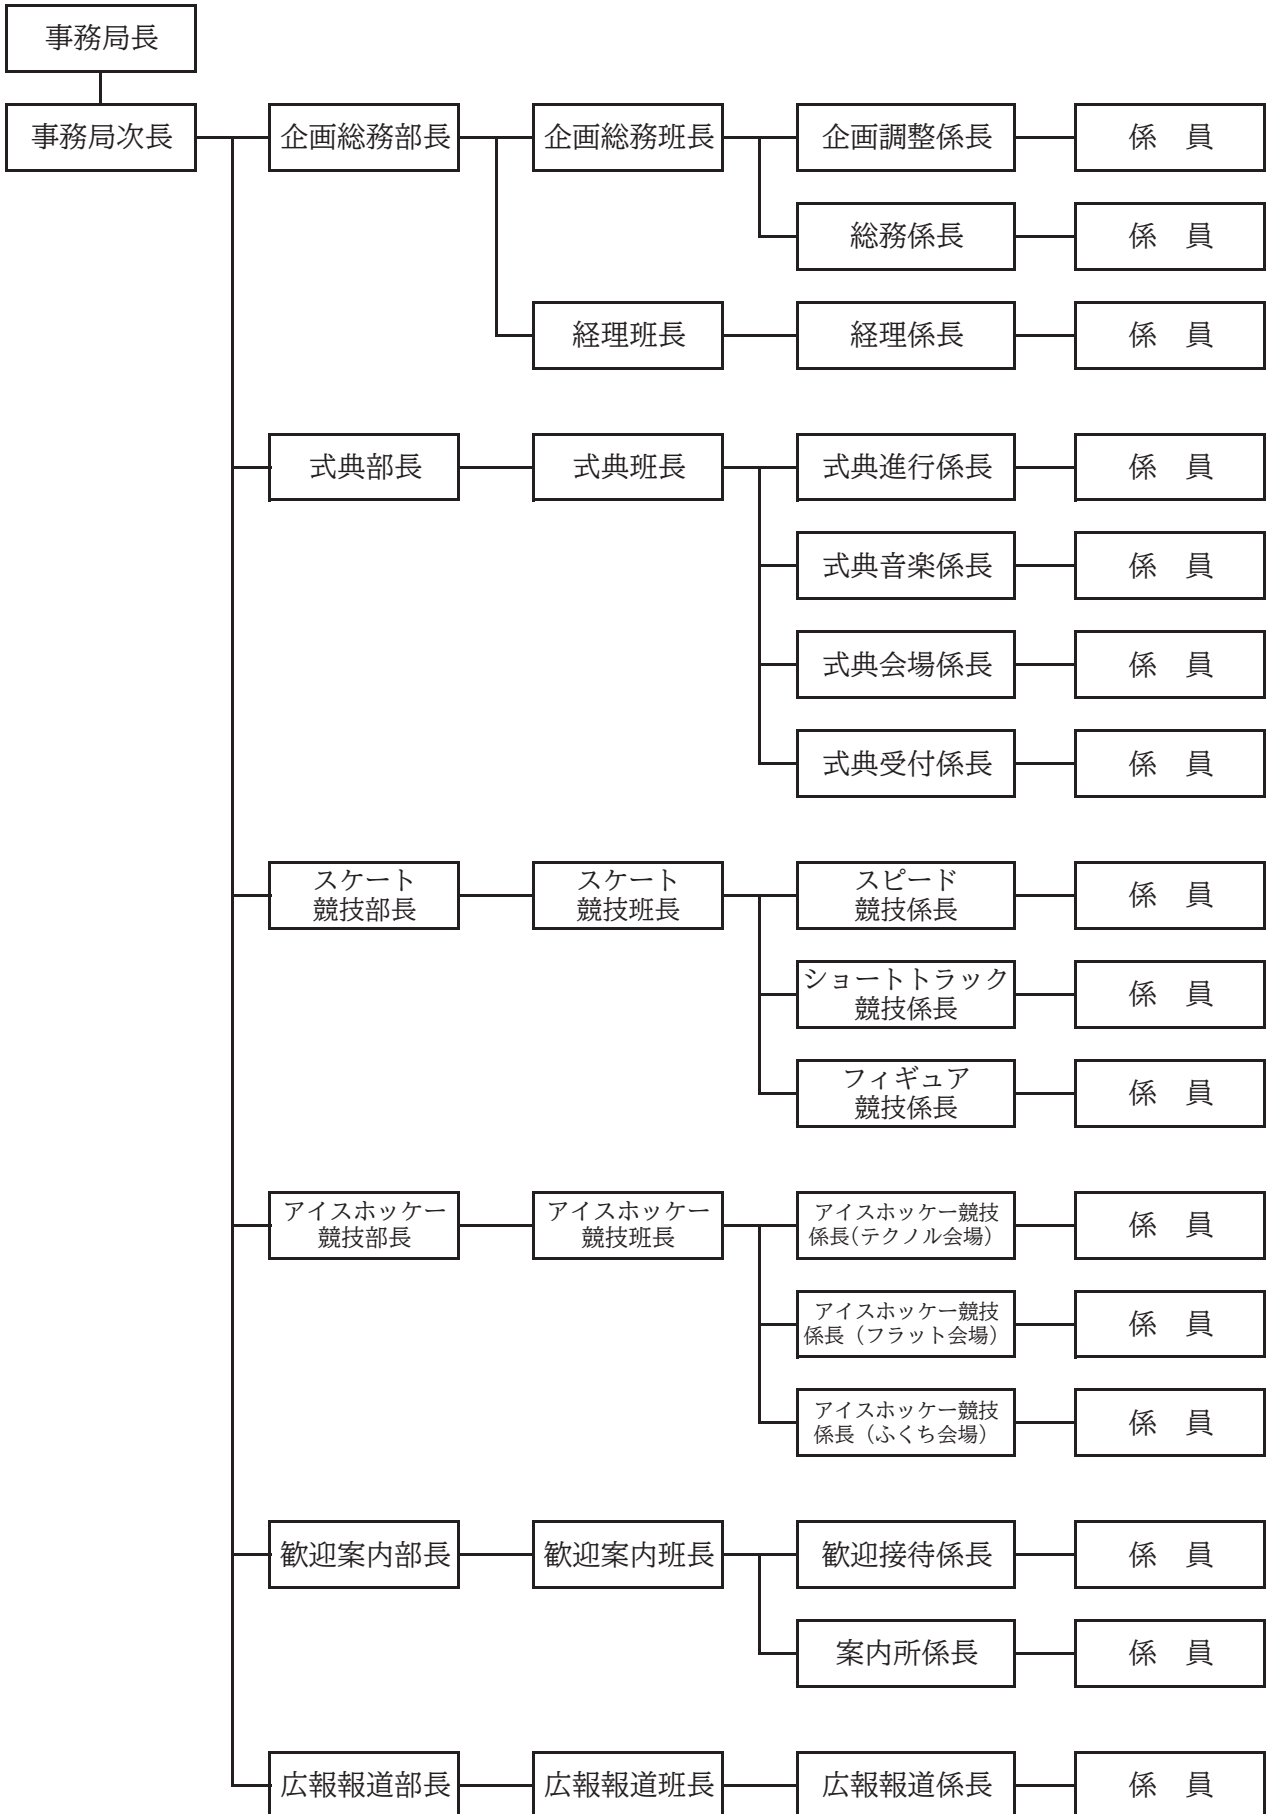 事務局長
事務局次長
企画総務部長
企画総務班長
企画調整係長
係　員
総務係長
係　員
経理班長
経理係長
係　員
式典部長
式典班長
式典進行係長
係　員
式典音楽係長
係　員
式典会場係長
係　員
式典受付係長
係　員
スケート
競技部長
スケート
競技班長
スピード
競技係長
係　員
ショートトラック
競技係長
係　員
フィギュア
競技係長
係　員
アイスホッケー
競技部長
アイスホッケー
競技班長
アイスホッケー競技
係長(テクノル会場)
係　員
アイスホッケー競技
係長（フラット会場）
係　員
アイスホッケー競技
係長（ふくち会場）
係　員
歓迎案内部長
歓迎案内班長
歓迎接待係長
係　員
案内所係長
係　員
広報報道部長
広報報道班長
広報報道係長
係　員